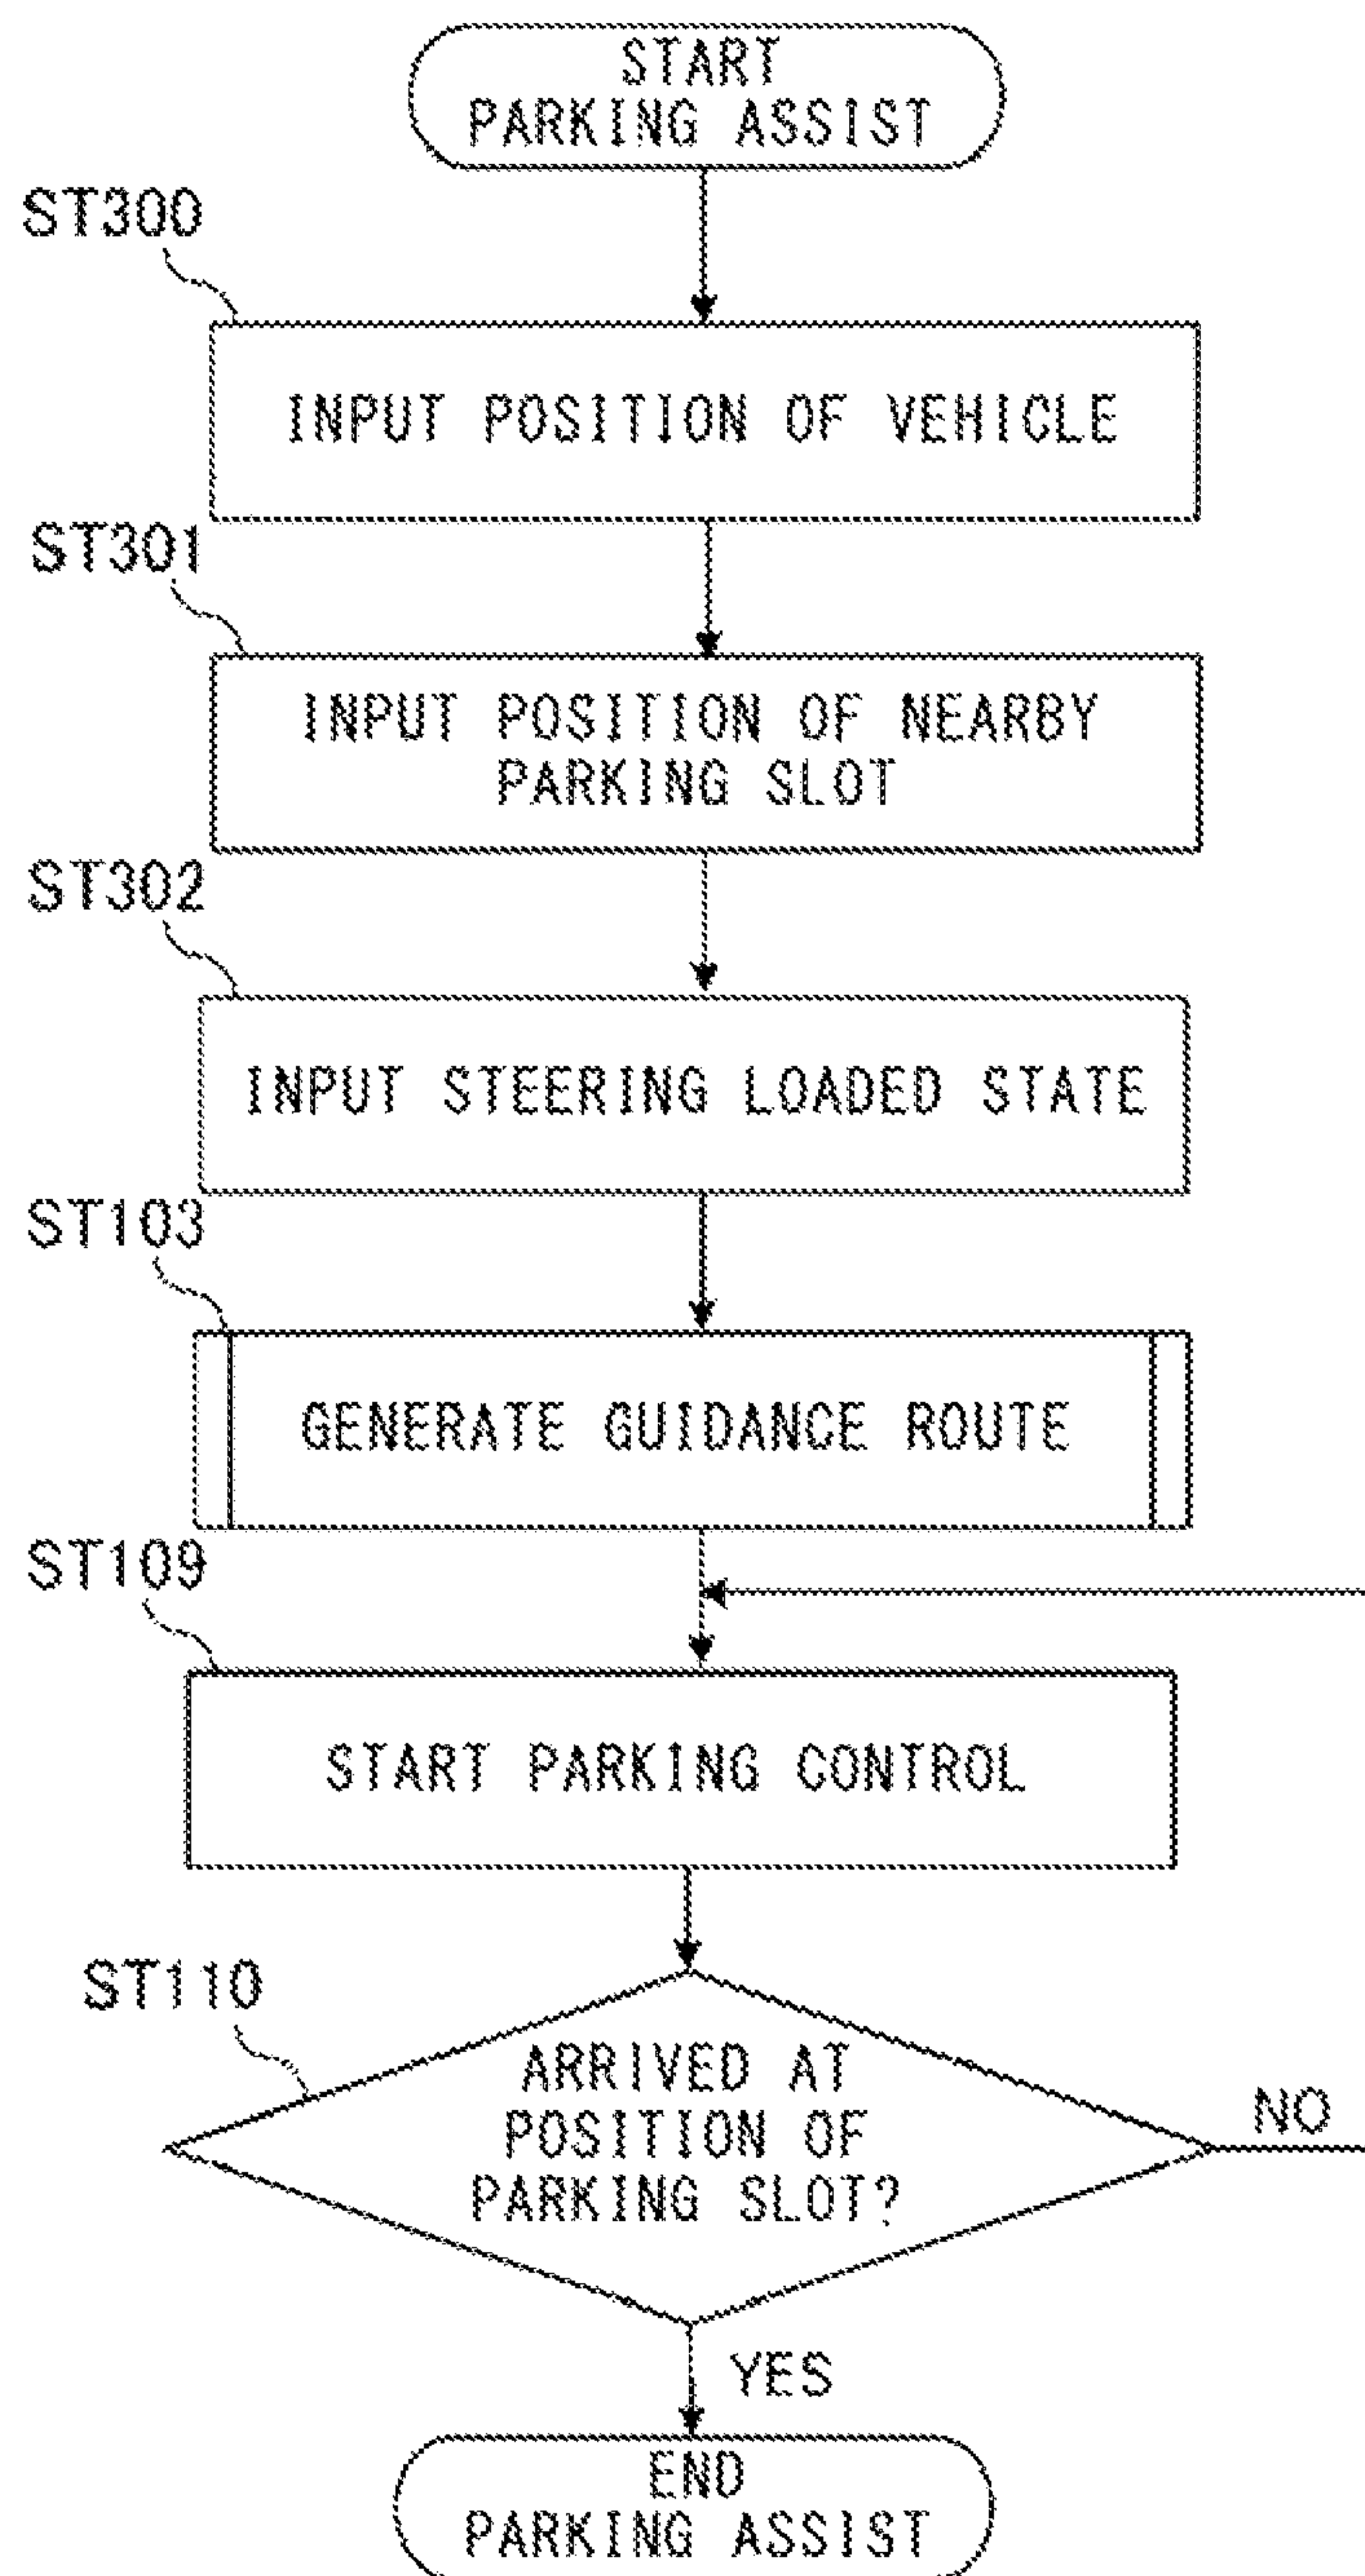 START
PARKING ASSIST
ST300
INPUT POSITION OF VEHICLE
ST301
INPUT POSITION OF NEARBY
PARKING SLOT
ST302
INPUT STEERING LOADED STATE
ST103
GENERATE GUIDANCE ROUTE
ST109
START PARKING CONTROL
ST110
ARRIVED AT
POSITION OF
PARKING SLOT?
NO
YES
END
PARKING ASSIST